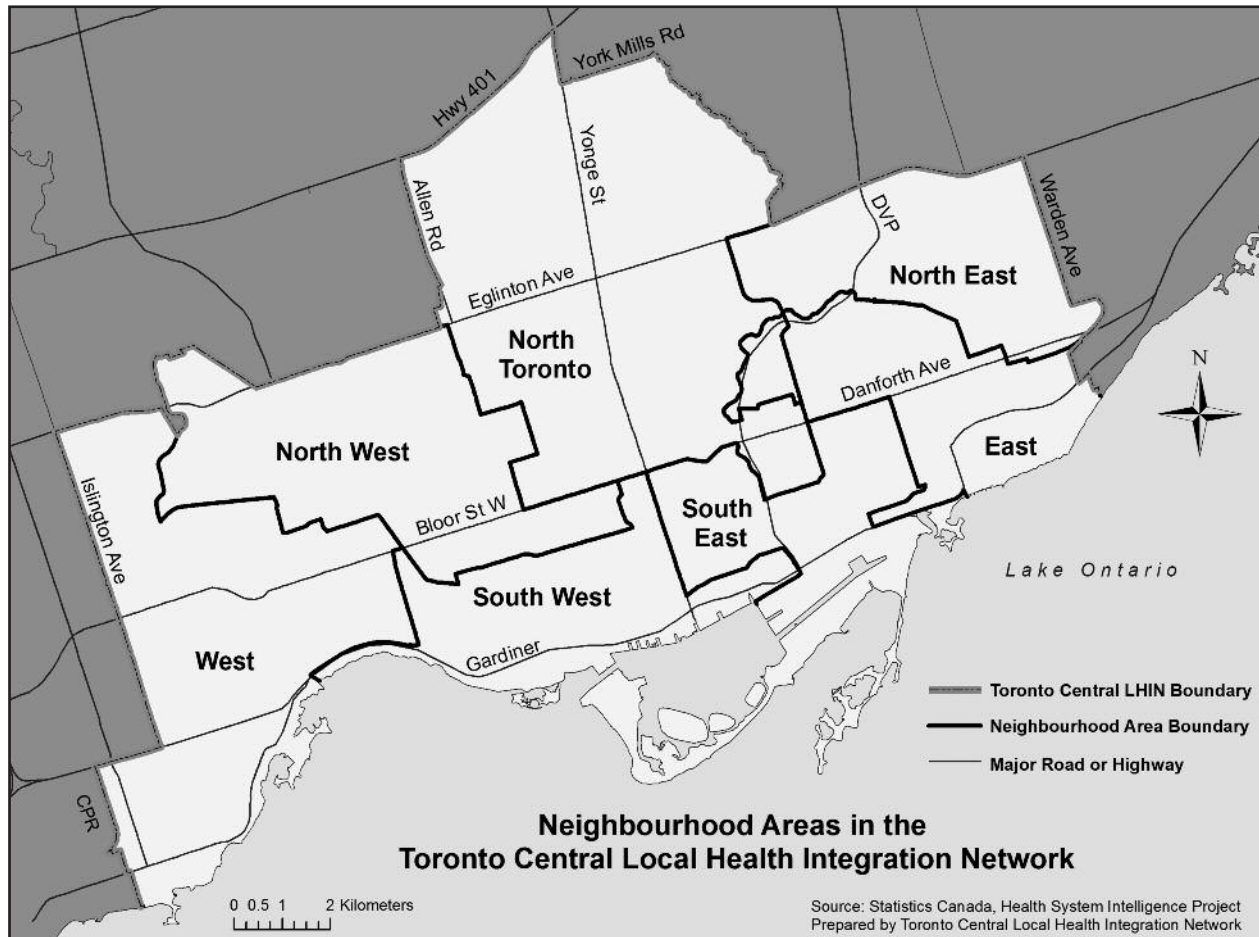 York Mills Rd
Hwy 401
Yonge St
Allen Rd
DVP
Warden Ave
Eglinton Ave
North East
North
Toronto
Danforth Ave
N
North West
East
Islington Ave
Bloor St W
South
East
Lake Ontario
South West
West
Gardiner
CPR
Toronto Central LHIN Boundary
Neighbourhood Area Boundary
Major Road or Highway
Neighbourhood Areas in the
Toronto Central Local Health Integration Network
0 0.5 1 2 Kilometers
Source: Statistics Canada, Health System Intelligence Project
Prepared by Toronto Central Local Health Integration Network